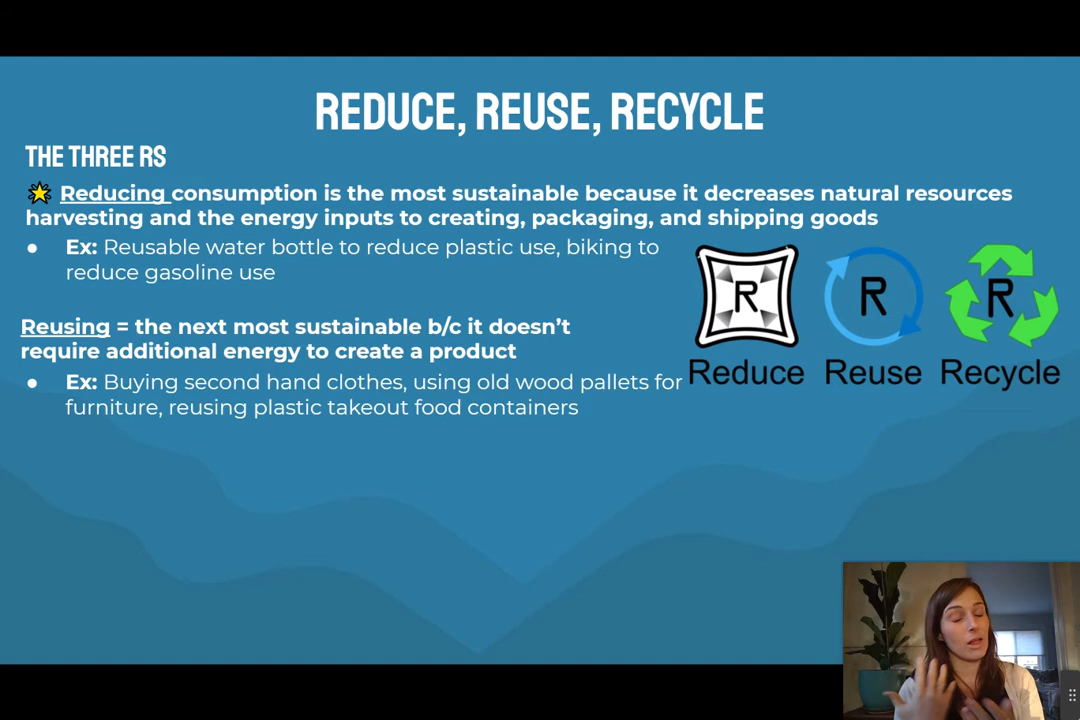 REDUCE, REUSE, RECYCLE
THE THREE RS
Reducing consumption is the most sustainable because it decreases natural resources
harvesting and the energy inputs to creating, packaging, and shipping goods
● Ex: Reusable water bottle to reduce plastic use, biking to
reduce gasoline use
R R R
Reduce Reuse Recycle
Reusing = the next most sustainable b/c it doesn’t
require additional energy to create a product
● Ex: Buying second hand clothes, using old wood pallets for
furniture, reusing plastic takeout food containers